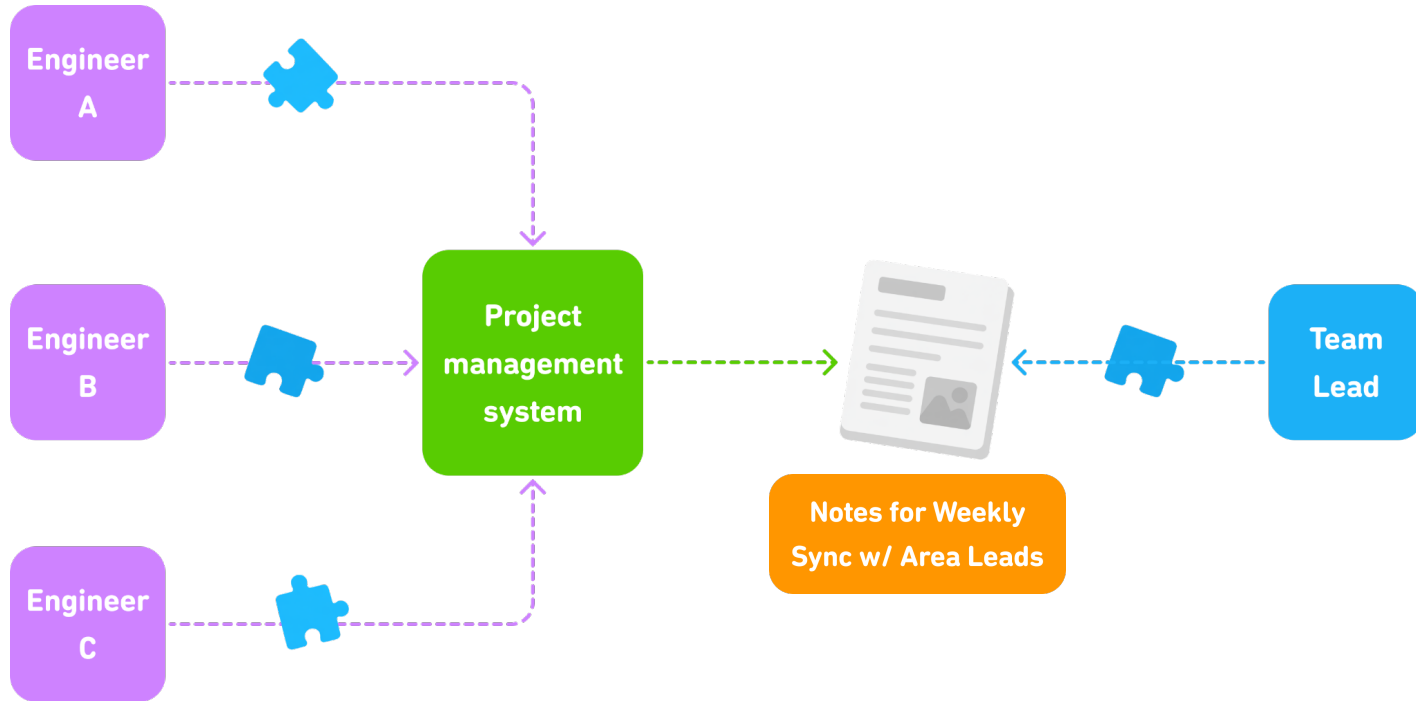 Engineer
A
Engineer
B
Project
management
system
Team
Lead
Notes for Weekly
Sync w/ Area Leads
Engineer
C